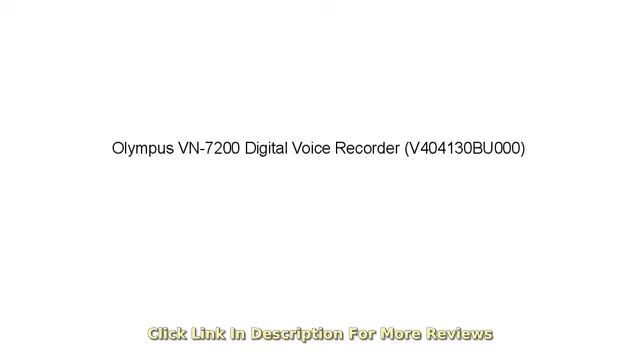 Olympus VN-7200 Digital Voice Recorder (V404130BU000)
Click Link In Description For More Reviews